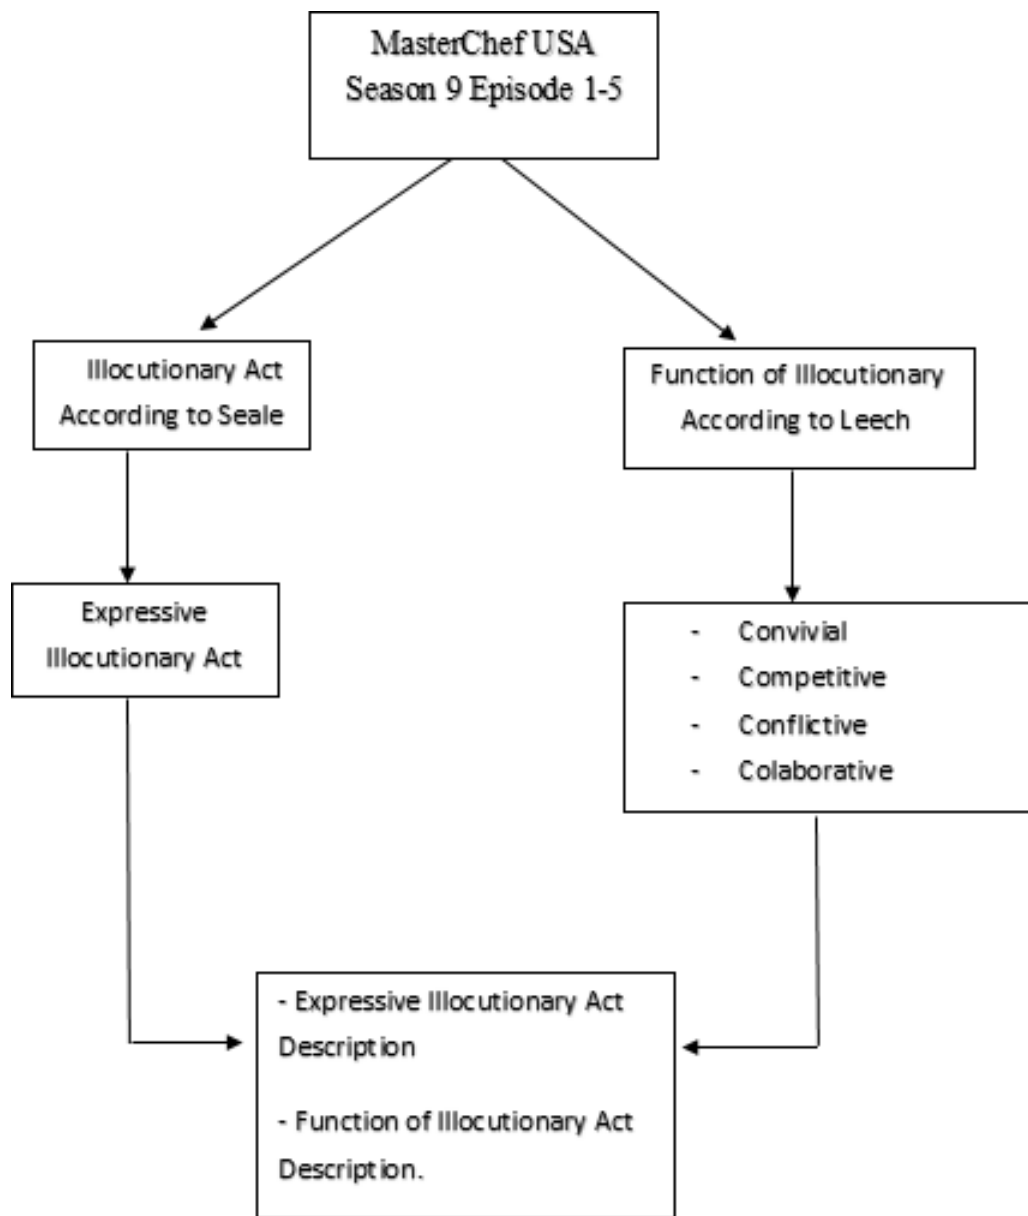 MasterChef USA
Season 9 Episode 1-5
Illocutionary Act
According to Seale
Function of Illocutionary
According to Leech
Expressive
Illocutionary Act
- Convivial
- Competitive
- Conflictive
- Colaborative
- Expressive Illocutionary Act
Description
- Function of Illocutionary Act
Description.